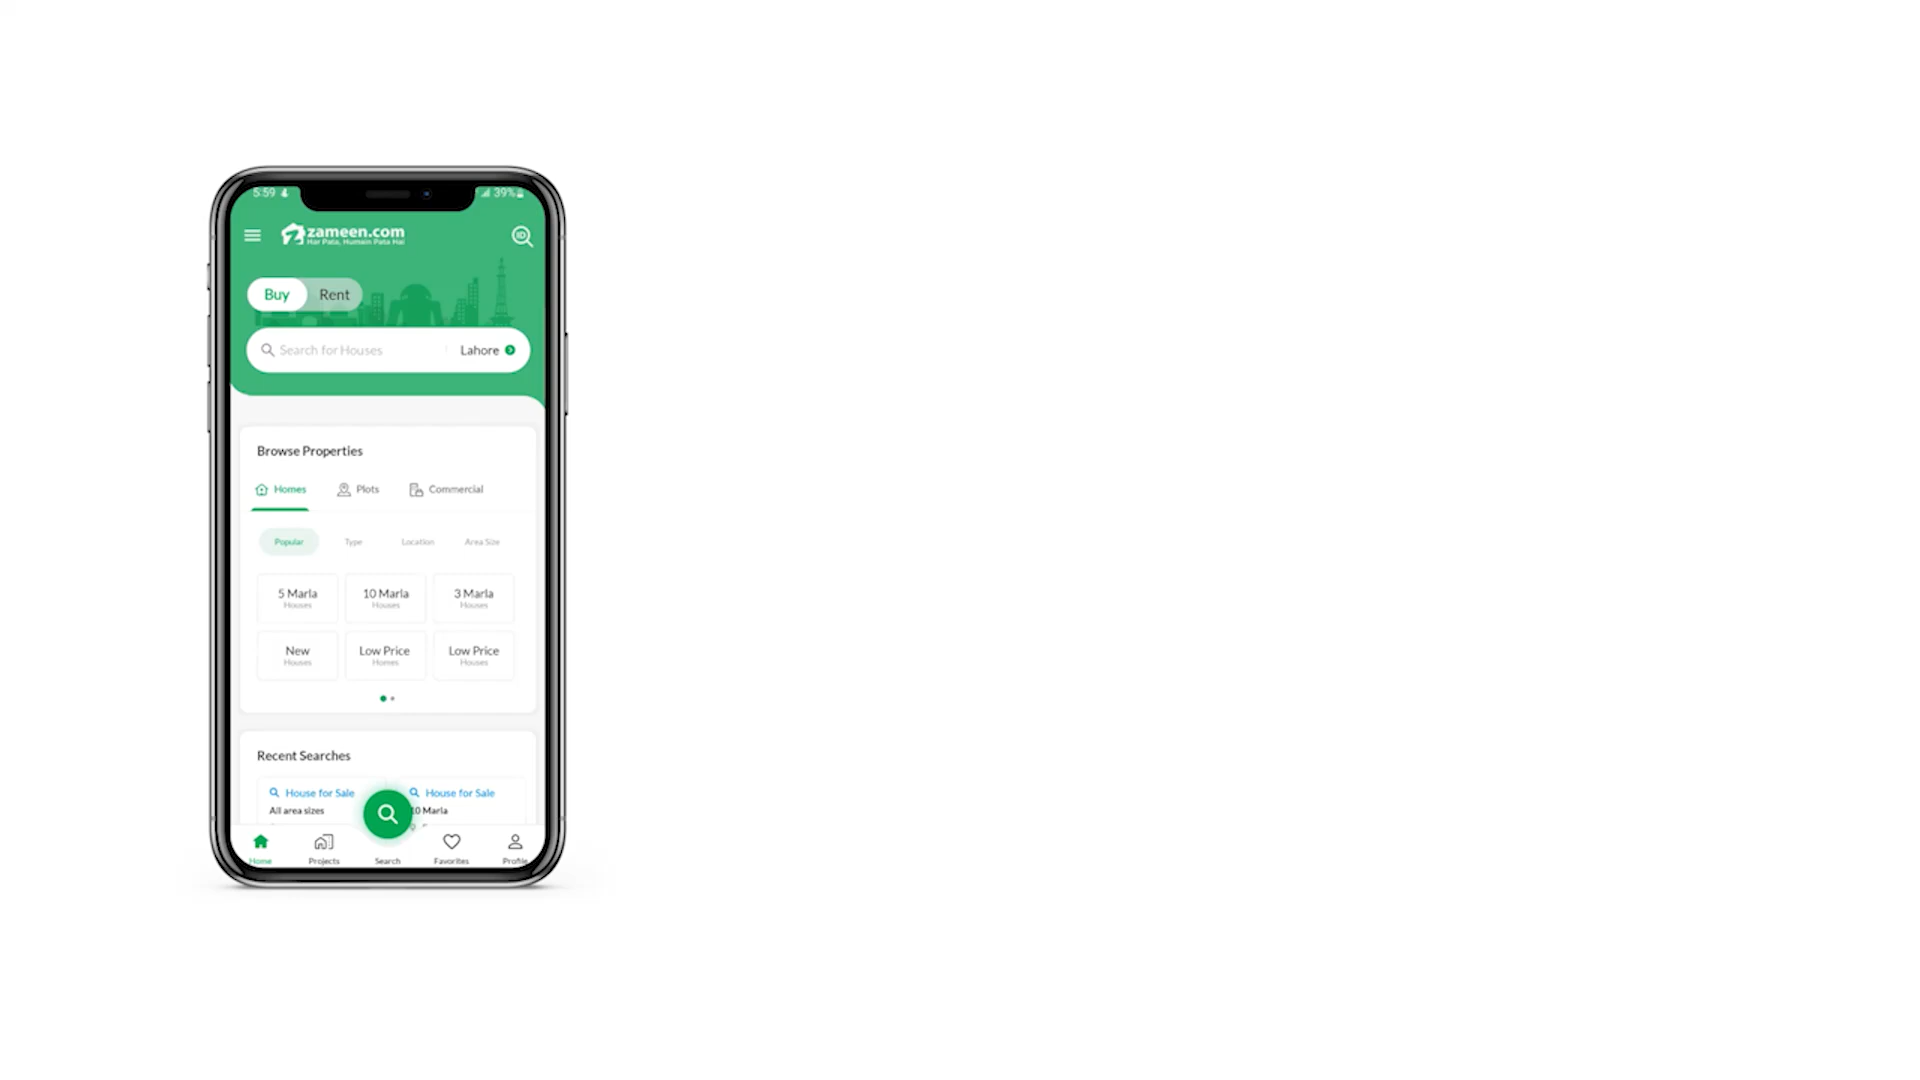 5:59 39%
zameen.com
Har Pata, Humein Pata Hai
ID
Buy Rent
Search for Houses Lahore
Browse Properties
Homes Plots Commercial
Popular Type Location Area Size
5 Marla 10 Marla 3 Marla
Houses Houses Houses
New Low Price Low Price
Houses Homes Houses
Recent Searches
House for Sale House for Sale
All area sizes 10 Marla
Home Projects Search Favorites Profile